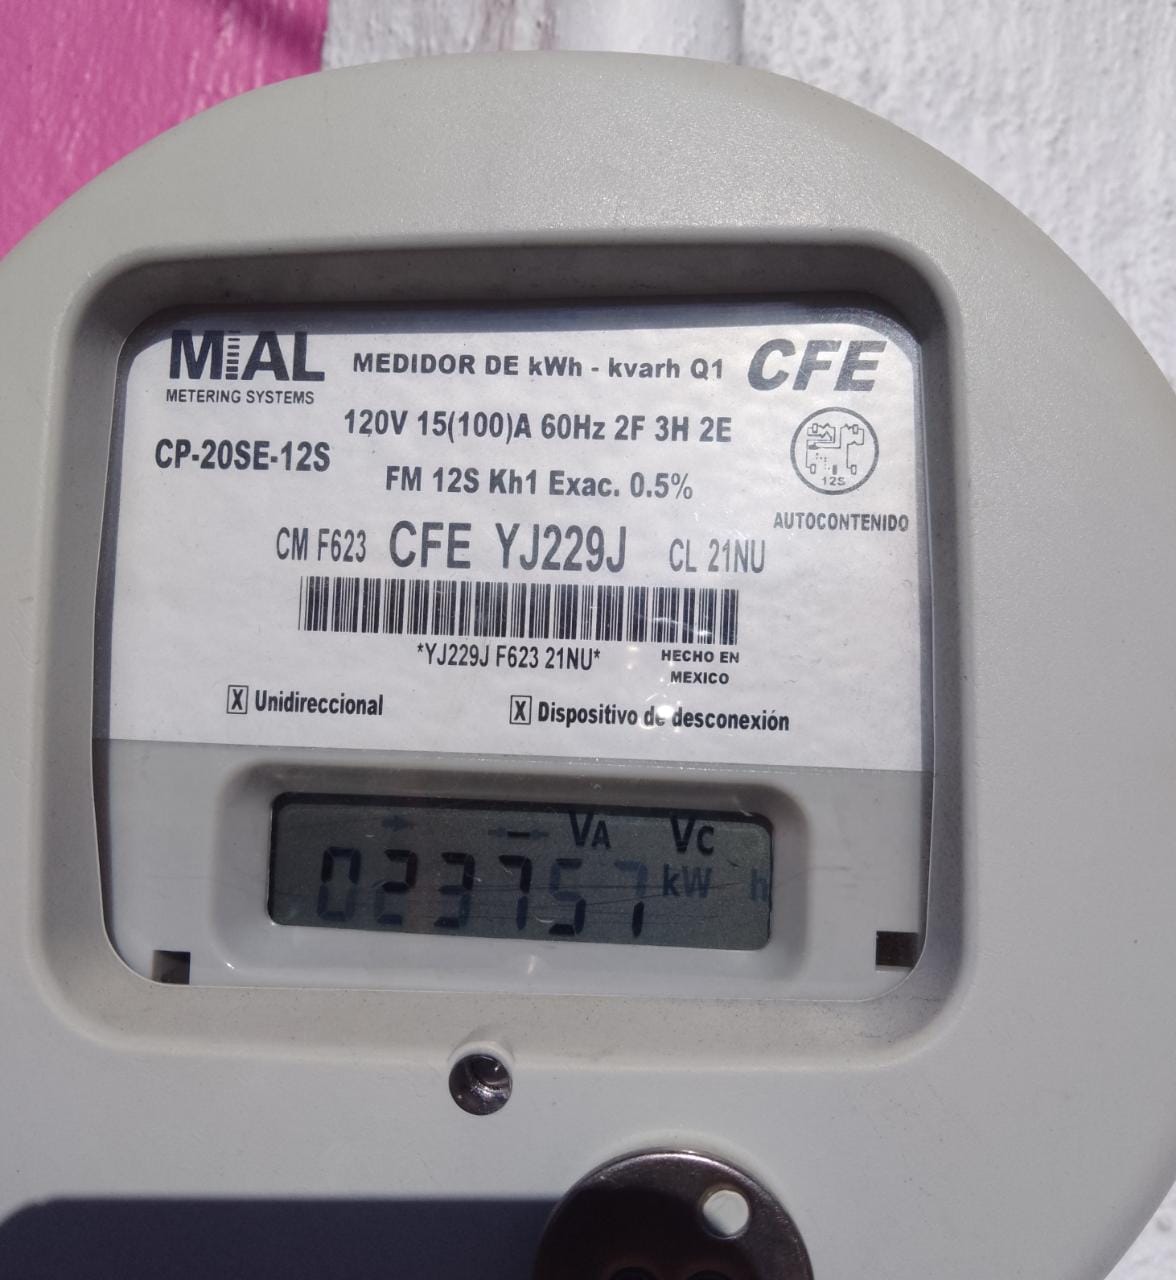 MIAL
METERING SYSTEMS
MEDIDOR DE kWh - kvarh Q1
CFE
120V 15(100)A 60Hz 2F 3H 2E
CP-20SE-12S
FM 12S Kh1 Exac. 0.5%
12S
AUTOCONTENIDO
CM F623 CFE YJ229J CL 21NU
*YJ229J F623 21NU*
HECHO EN
MEXICO
X Unidireccional
X Dispositivo de desconexión
VA VC
023757 kW h